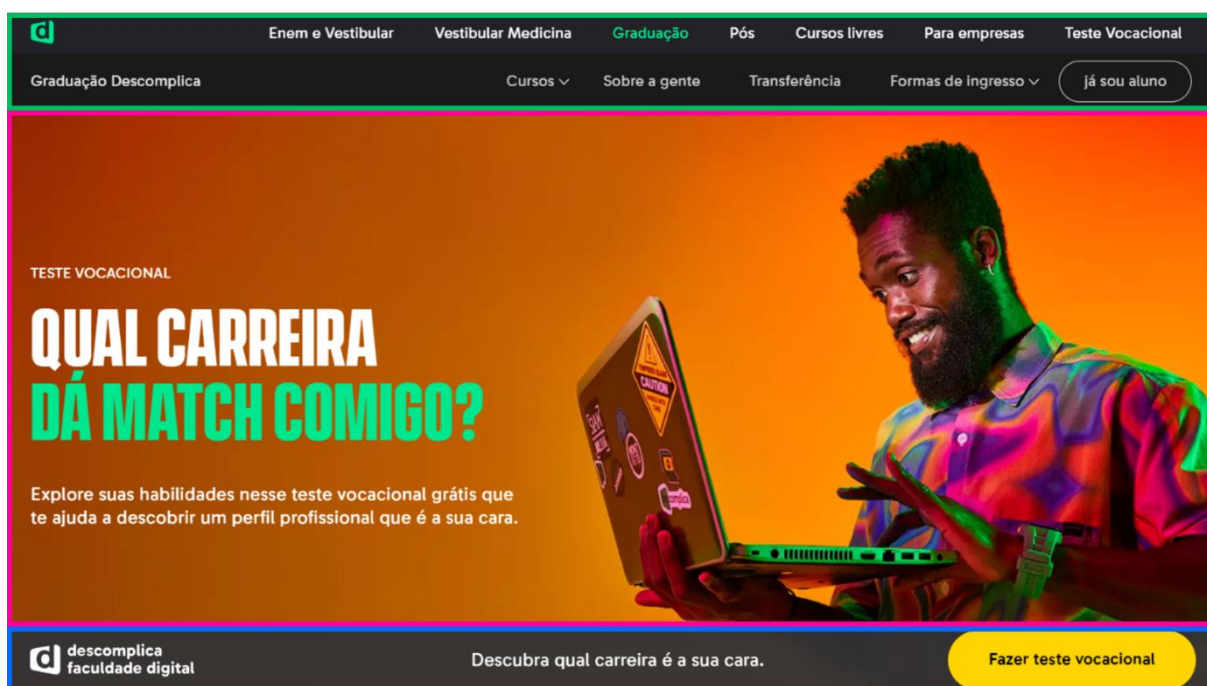 Enem e Vestibular Vestibular Medicina Graduação Pós Cursos livres Para empresas Teste Vocacional
Graduação Descomplica Cursos Sobre a gente Transferência Formas de ingresso já sou aluno
TESTE VOCACIONAL
QUAL CARREIRA
DÁ MATCH COMIGO?
Explore suas habilidades nesse teste vocacional grátis que
te ajuda a descobrir um perfil profissional que é a sua cara.
CAUTION
complica
descomplica
faculdade digital
Descubra qual carreira é a sua cara.
Fazer teste vocacional